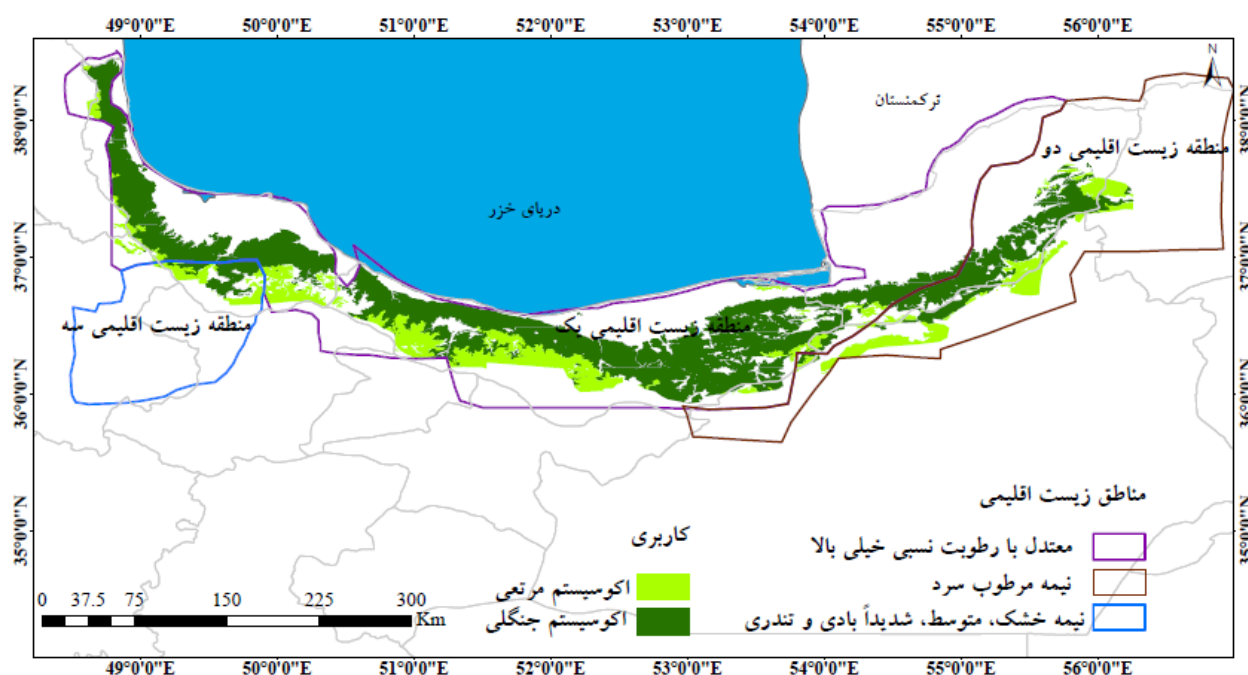 49°0'0"E 50°0'0"E 51°0'0"E 52°0'0"E 53°0'0"E 54°0'0"E 55°0'0"E 56°0'0"E
N
38°0'0"N
37°0'0"N
36°0'0"N
35°0'0"N
ترکمنستان
منطقه زیست اقلیمی دو
دریای خزر
منطقه زیست اقلیمی یک
منطقه زیست اقلیمی سه
مناطق زیست اقلیمی
معتدل با رطوبت نسبی خیلی بالا
نیمه مرطوب سرد
نیمه خشک، متوسط، شدیداً بادی و تندری
کاربری
اکوسیستم مرتعی
اکوسیستم جنگلی
0 37.5 75 150 225 300
Km
49°0'0"E 50°0'0"E 51°0'0"E 52°0'0"E 53°0'0"E 54°0'0"E 55°0'0"E 56°0'0"E